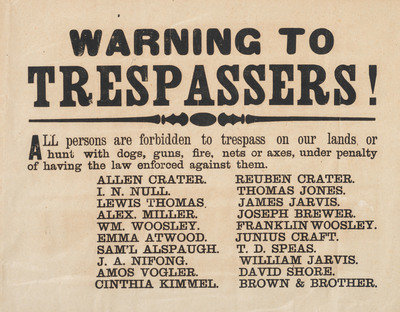 WARNING TO
TRESPASSERS!
ALL persons are forbidden to trespass on our lands, or
hunt with dogs, guns, fire, nets or axes, under penalty
of having the law enforced against them.
ALLEN CRATER. REUBEN CRATER.
I. N. NULL. THOMAS JONES.
LEWIS THOMAS, JAMES JARVIS.
ALEX. MILLER. JOSEPH BREWER.
WM. WOOSLEY. FRANKLIN WOOSLEY.
EMMA ATWOOD. JUNIUS CRAFT.
SAM'L ALSPAUGH. T. D. SPEAS.
J. A. NIFONG. WILLIAM JARVIS.
AMOS VOGLER. DAVID SHORE.
CINTHIA KIMMEL. BROWN & BROTHER.